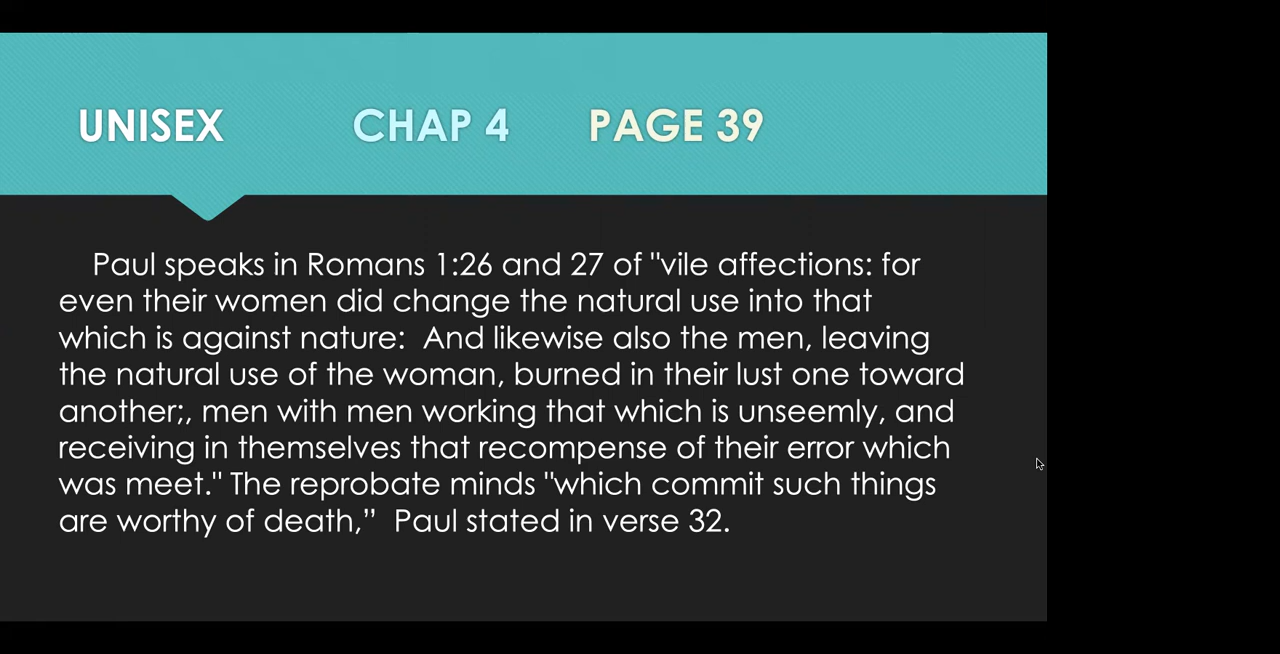 UNISEX CHAP 4 PAGE 39
Paul speaks in Romans 1:26 and 27 of "vile affections: for
even their women did change the natural use into that
which is against nature: And likewise also the men, leaving
the natural use of the woman, burned in their lust one toward
another;, men with men working that which is unseemly, and
receiving in themselves that recompense of their error which
was meet." The reprobate minds "which commit such things
are worthy of death,” Paul stated in verse 32.